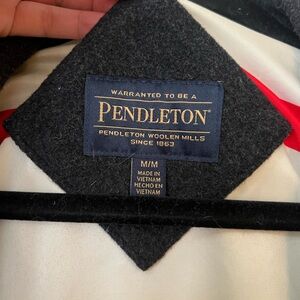 WARRANTED TO BE A
PENDLETON®
PENDLETON WOOLEN MILLS
SINCE 1863
M/M
MADE IN
VIETNAM
HECHO EN
VIETNAM